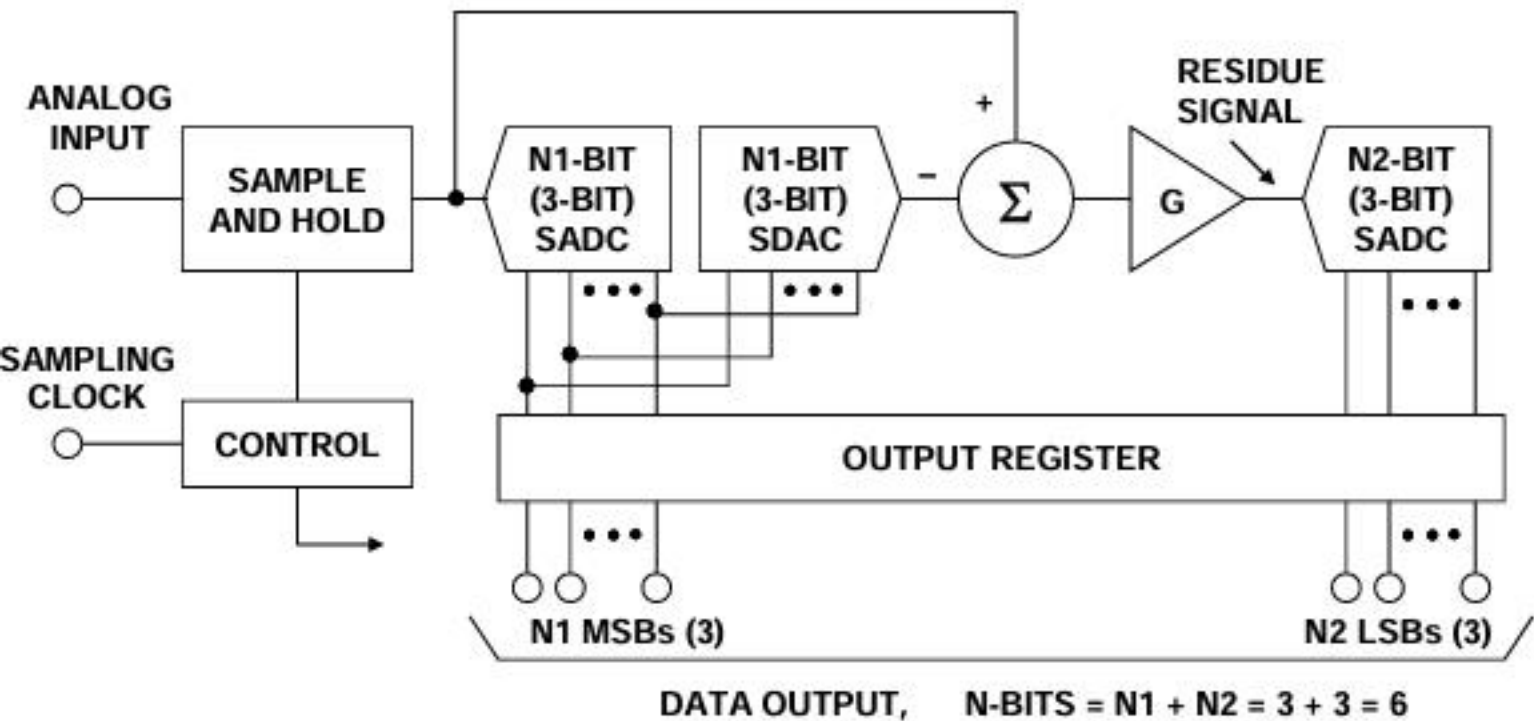 RESIDUE
SIGNAL
ANALOG
INPUT
+
SAMPLE
AND HOLD
N1-BIT
(3-BIT)
SADC
N1-BIT
(3-BIT)
SDAC
–
Σ
G
N2-BIT
(3-BIT)
SADC
SAMPLING
CLOCK
CONTROL
OUTPUT REGISTER
N1 MSBs (3)
N2 LSBs (3)
DATA OUTPUT, N-BITS = N1 + N2 = 3 + 3 = 6